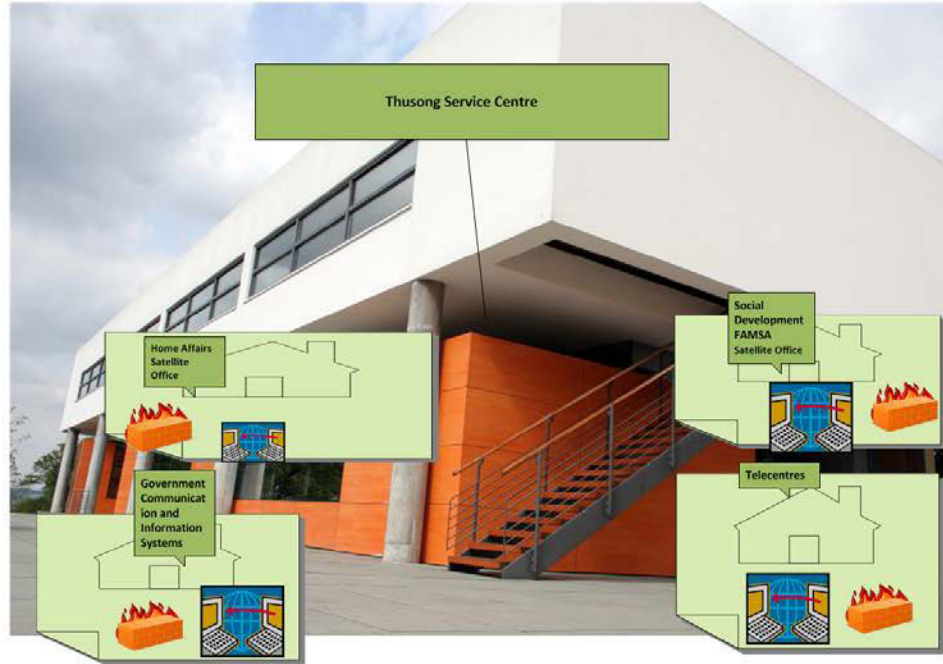 Thusong Service Centre
Social
Development
FAMSA
Satellite Office
Home Affairs
Satellite
Office
Telecentres
Government
Communicat
ion and
Information
Systems